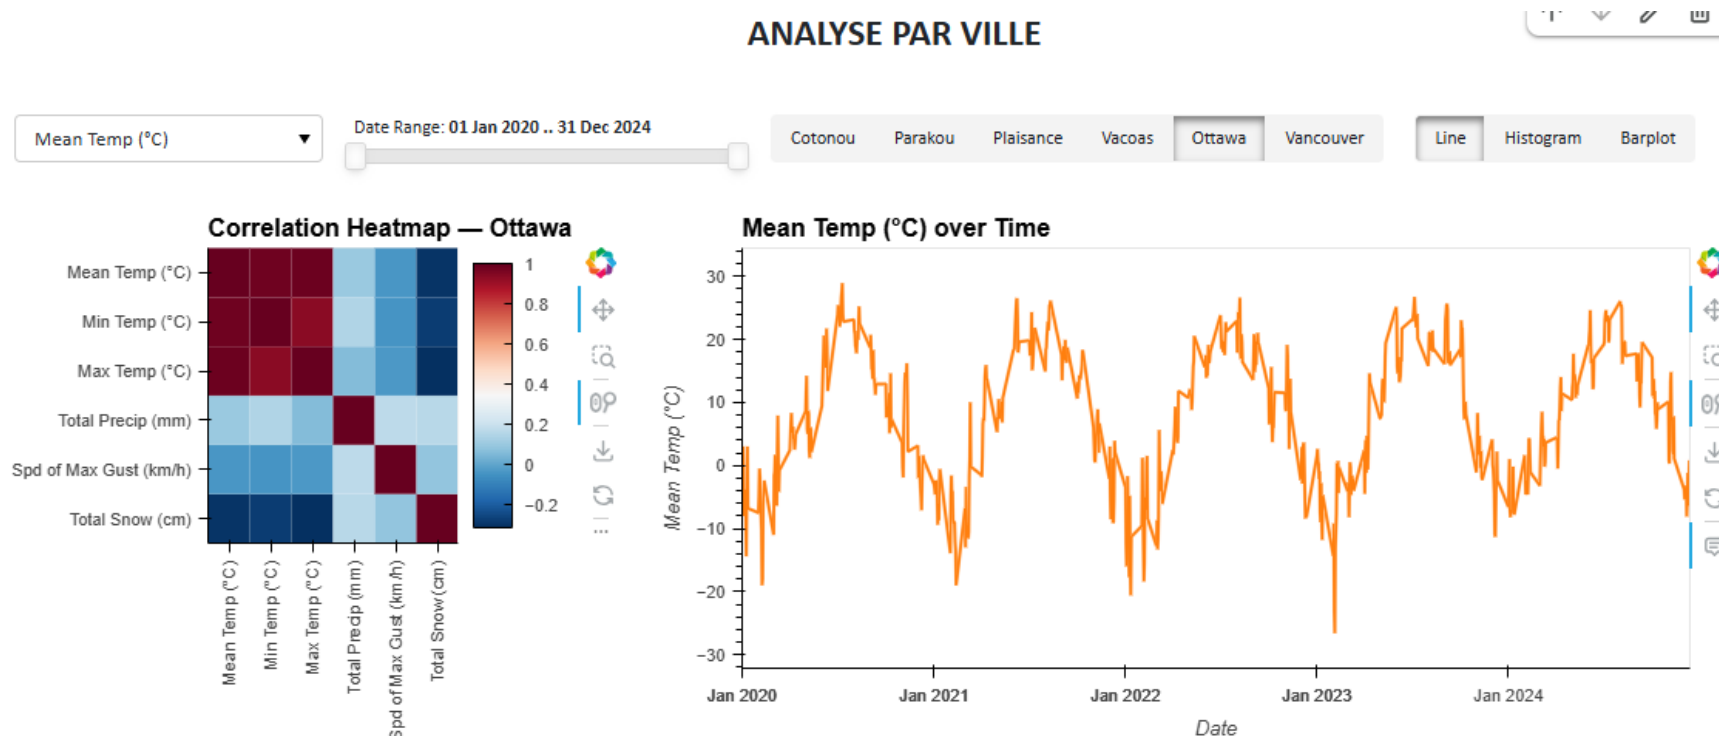 ANALYSE PAR VILLE
Mean Temp (°C)
Date Range: 01 Jan 2020 .. 31 Dec 2024
Cotonou
Parakou
Plaisance
Vacoas
Ottawa
Vancouver
Line
Histogram
Barplot
Correlation Heatmap — Ottawa
Mean Temp (°C)
Min Temp (°C)
Max Temp (°C)
Total Precip (mm)
Spd of Max Gust (km/h)
Total Snow (cm)
Mean Temp (°C)
Min Temp (°C)
Max Temp (°C)
Total Precip (mm)
Spd of Max Gust (km/h)
Total Snow (cm)
1
0.8
0.6
0.4
0.2
0
−0.2
Mean Temp (°C) over Time
Mean Temp (°C)
30
20
10
0
−10
−20
−30
Jan 2020
Jan 2021
Jan 2022
Jan 2023
Jan 2024
Date